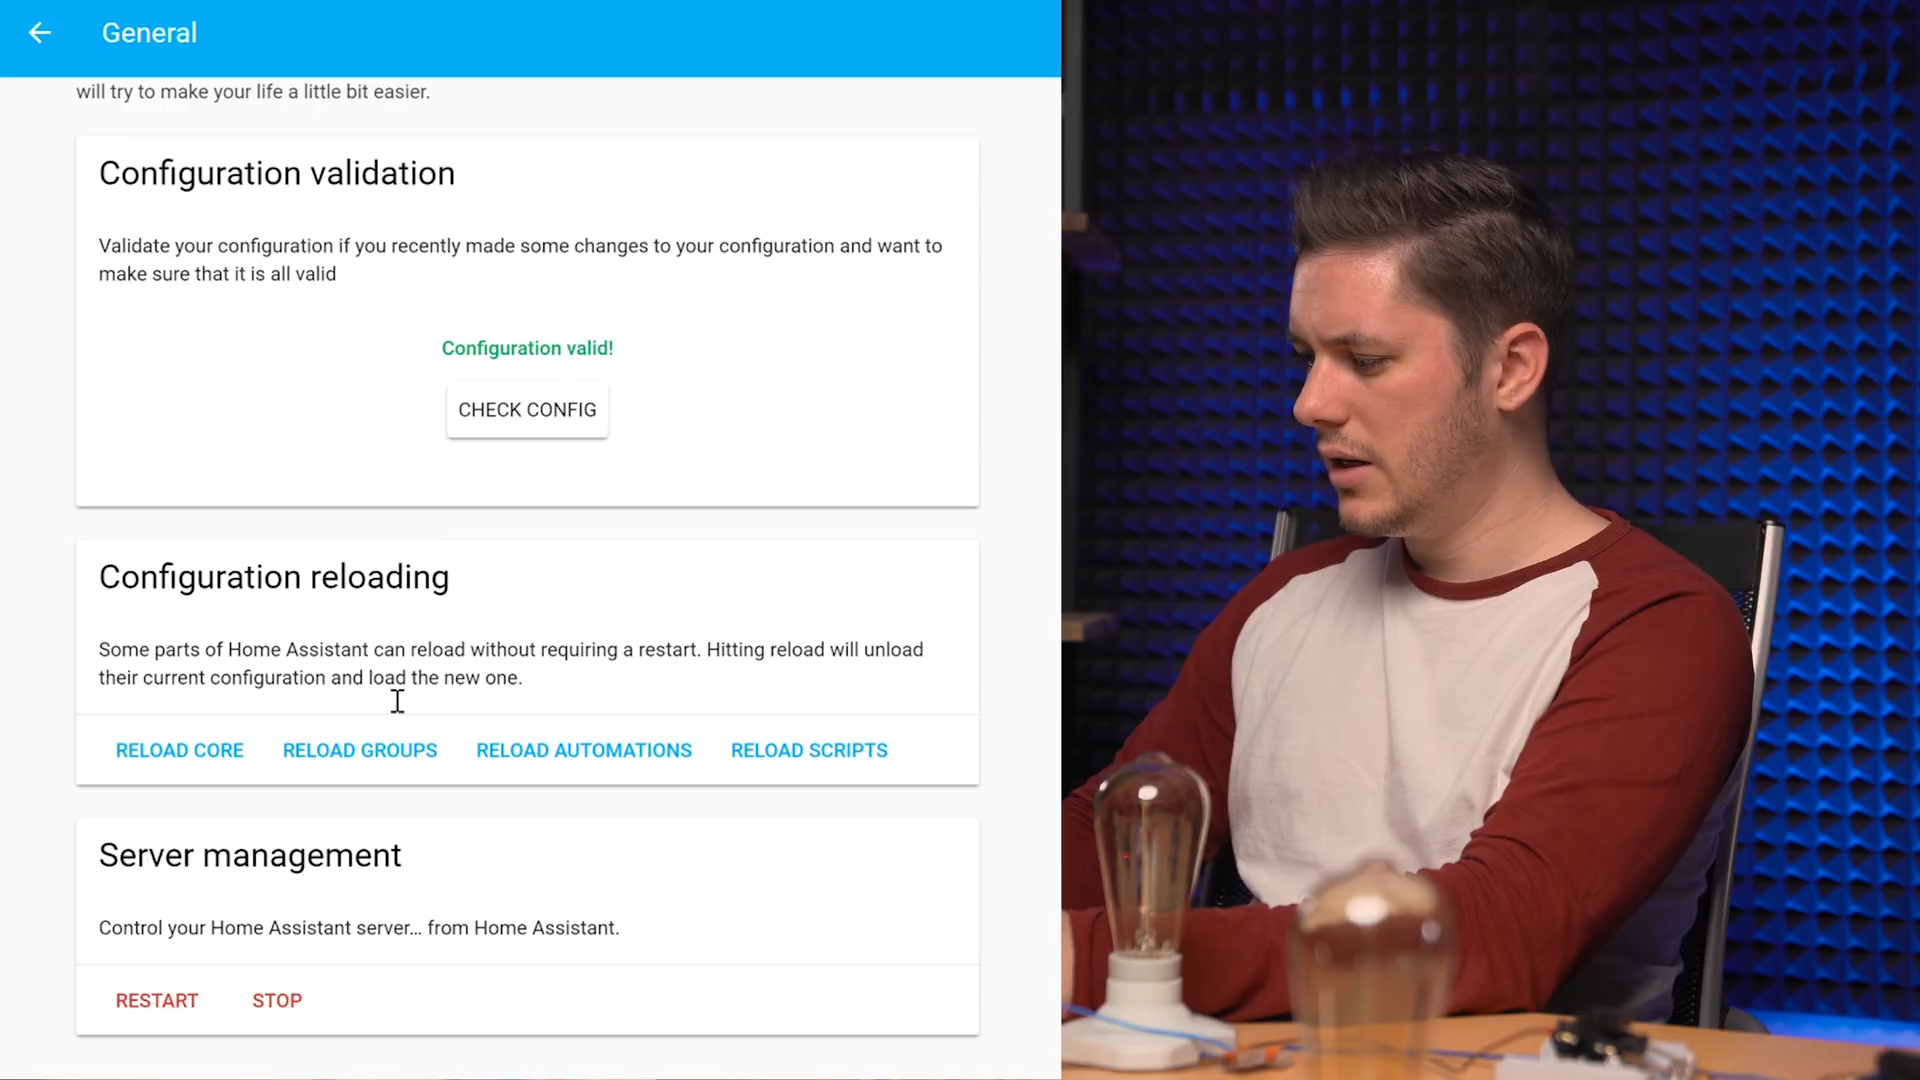 General
will try to make your life a little bit easier.
Configuration validation
Validate your configuration if you recently made some changes to your configuration and want to
make sure that it is all valid
Configuration valid!
CHECK CONFIG
Configuration reloading
Some parts of Home Assistant can reload without requiring a restart. Hitting reload will unload
their current configuration and load the new one.
RELOAD CORE RELOAD GROUPS RELOAD AUTOMATIONS RELOAD SCRIPTS
Server management
Control your Home Assistant server... from Home Assistant.
RESTART STOP